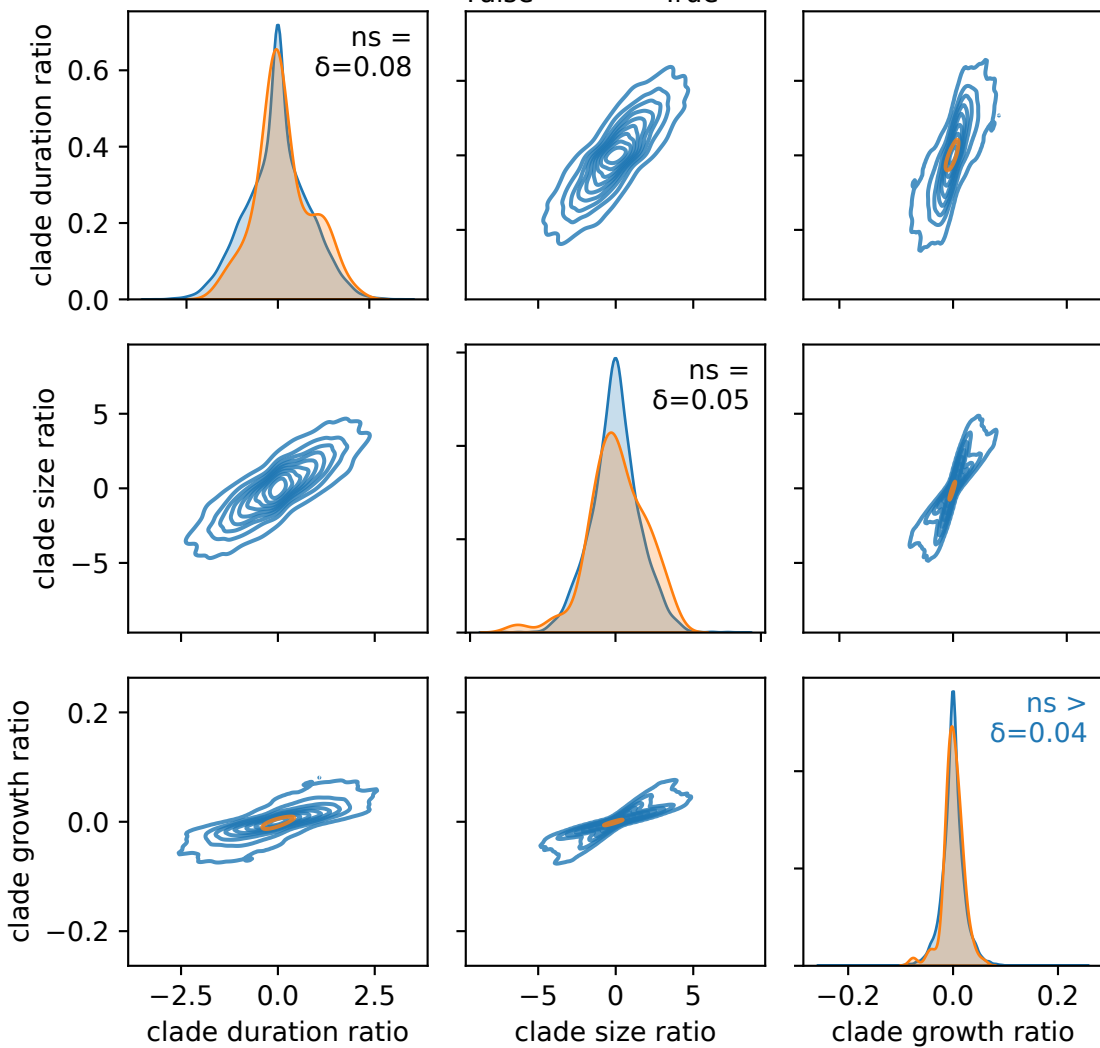 clade duration ratio
0.6
0.4
0.2
0.0
ns =
δ=0.08
clade size ratio
5
0
−5
ns =
δ=0.05
clade growth ratio
0.2
0.0
−0.2
ns >
δ=0.04
−2.5 0.0 2.5
−5 0 5
−0.2 0.0 0.2
clade duration ratio
clade size ratio
clade growth ratio